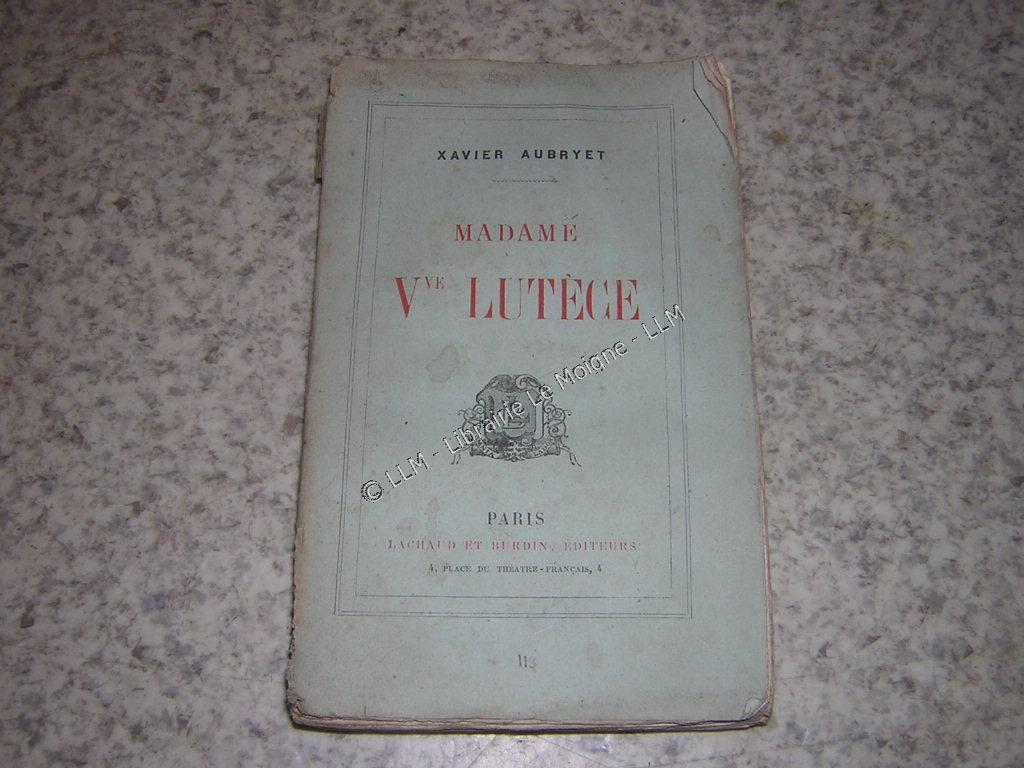 XAVIER AUBRYET
MADAME
Vve LUTÈCE
© LLM - Librairie Le Moigne - LLM
PARIS
LACHAUD ET BURDIN, ÉDITEURS
4, PLACE DU THÉATRE-FRANÇAIS, 4
113